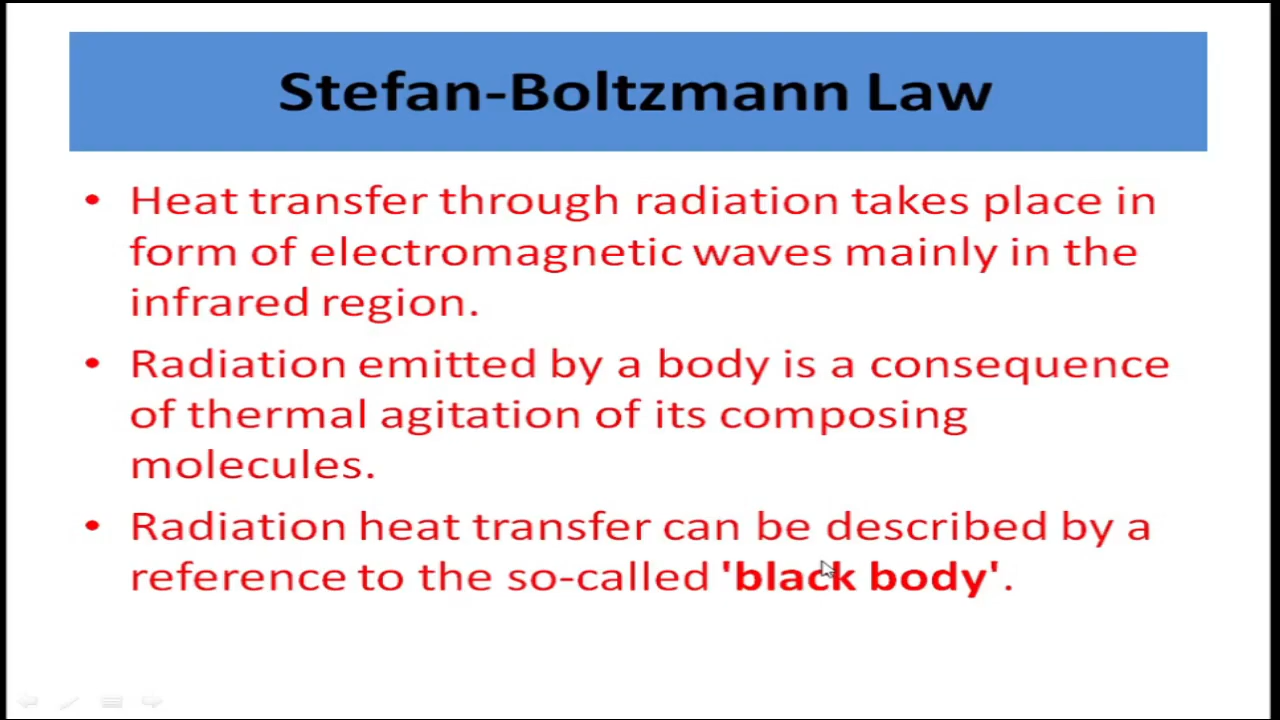 Stefan-Boltzmann Law
• Heat transfer through radiation takes place in
form of electromagnetic waves mainly in the
infrared region.
• Radiation emitted by a body is a consequence
of thermal agitation of its composing
molecules.
• Radiation heat transfer can be described by a
reference to the so-called 'black body'.